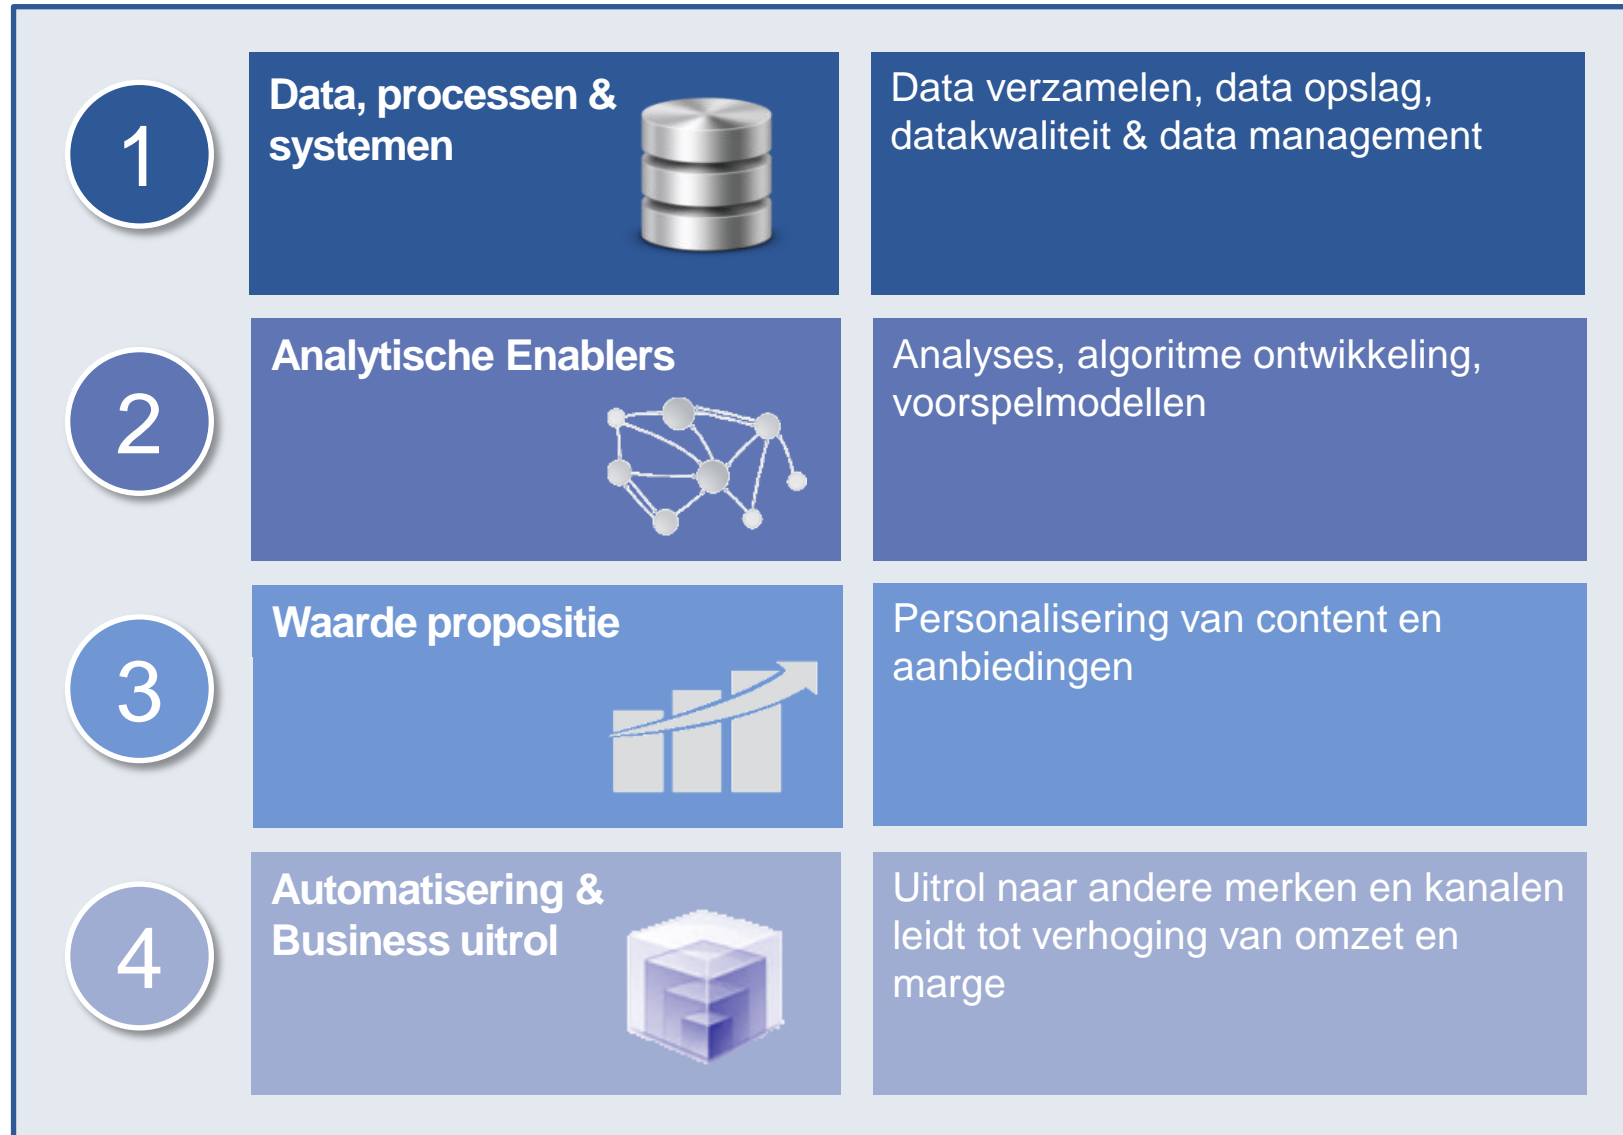 1
Data, processen &
systemen
Data verzamelen, data opslag,
datakwaliteit & data management
2
Analytische Enablers
Analyses, algoritme ontwikkeling,
voorspelmodellen
3
Waarde propositie
Personalisering van content en
aanbiedingen
4
Automatisering &
Business uitrol
Uitrol naar andere merken en kanalen
leidt tot verhoging van omzet en
marge